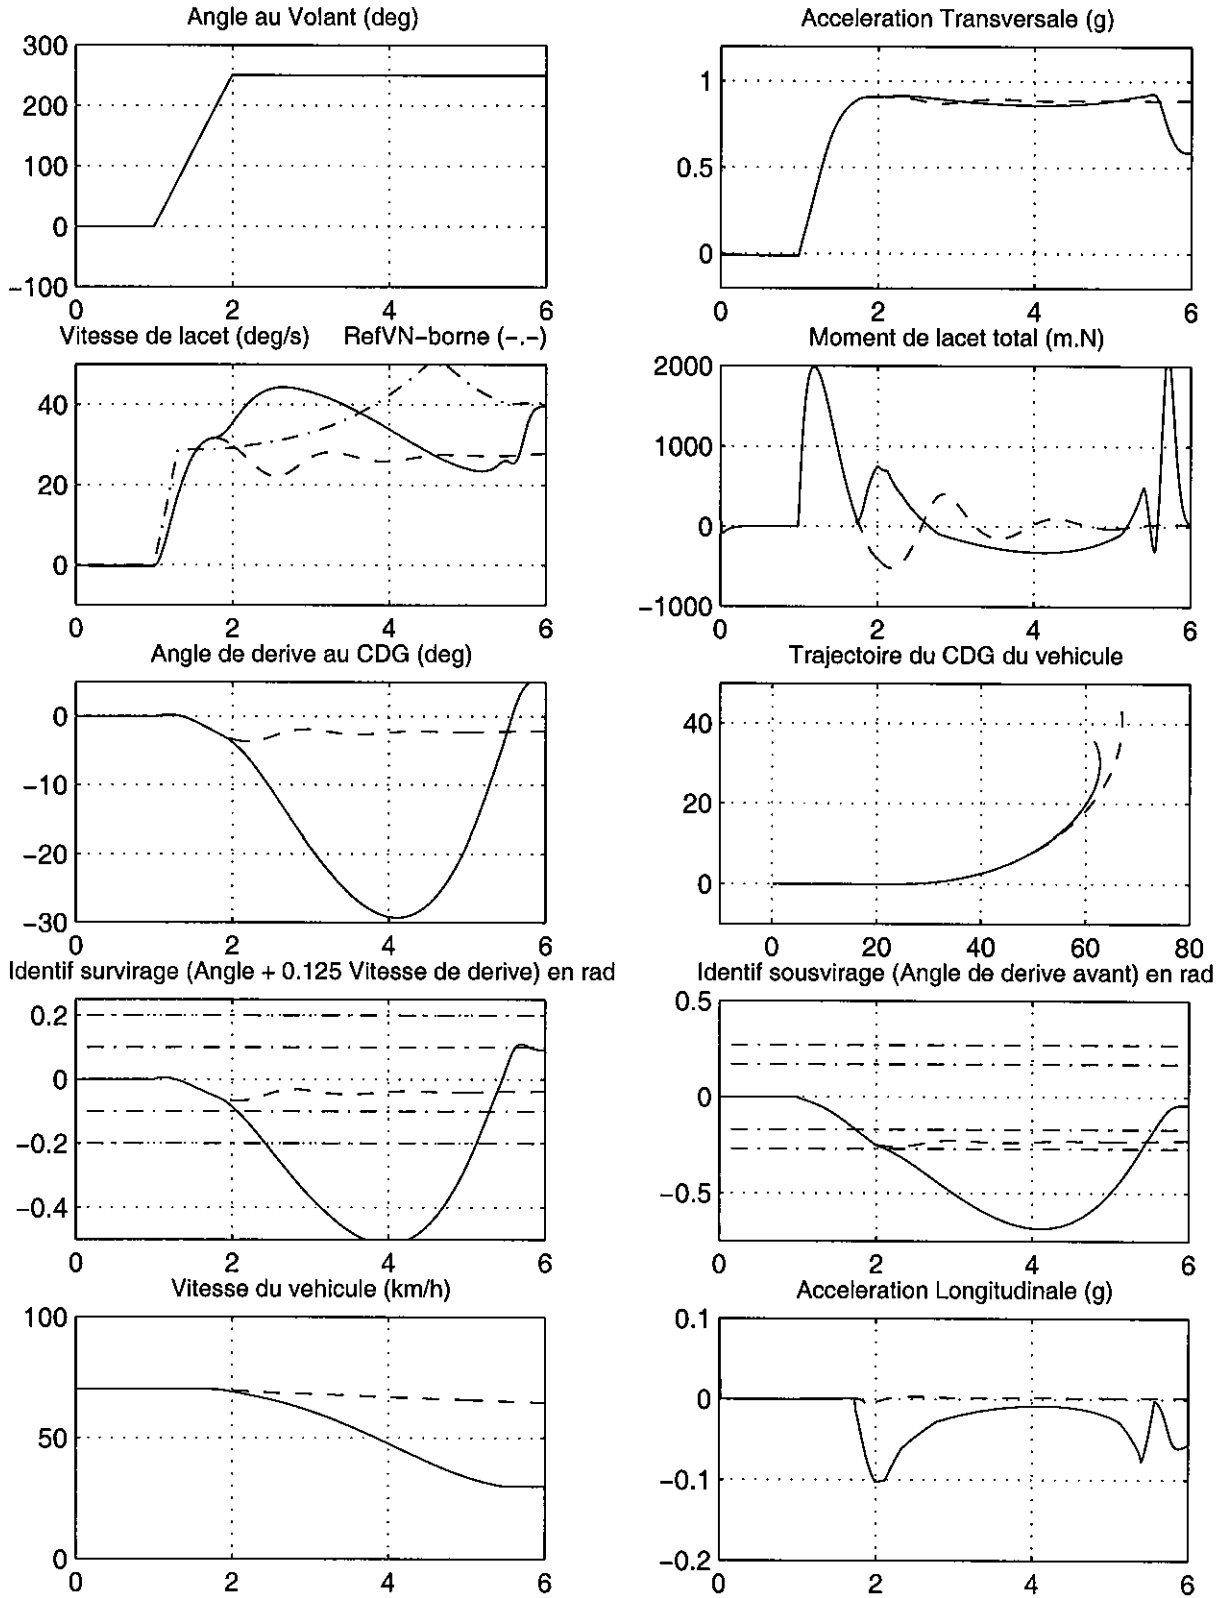 Angle au Volant (deg)
300
200
100
0
−100
0 2 4 6
Acceleration Transversale (g)
1
0.5
0
0 2 4 6
Vitesse de lacet (deg/s) RefVN−borne (−.−)
40
20
0
0 2 4 6
Moment de lacet total (m.N)
2000
1000
0
−1000
0 2 4 6
Angle de derive au CDG (deg)
0
−10
−20
−30
0 2 4 6
Trajectoire du CDG du vehicule
40
20
0
0 20 40 60 80
Identif survirage (Angle + 0.125 Vitesse de derive) en rad
0.2
0
−0.2
−0.4
0 2 4 6
Identif sousvirage (Angle de derive avant) en rad
0.5
0
−0.5
0 2 4 6
Vitesse du vehicule (km/h)
100
50
0
0 2 4 6
Acceleration Longitudinale (g)
0.1
0
−0.1
−0.2
0 2 4 6